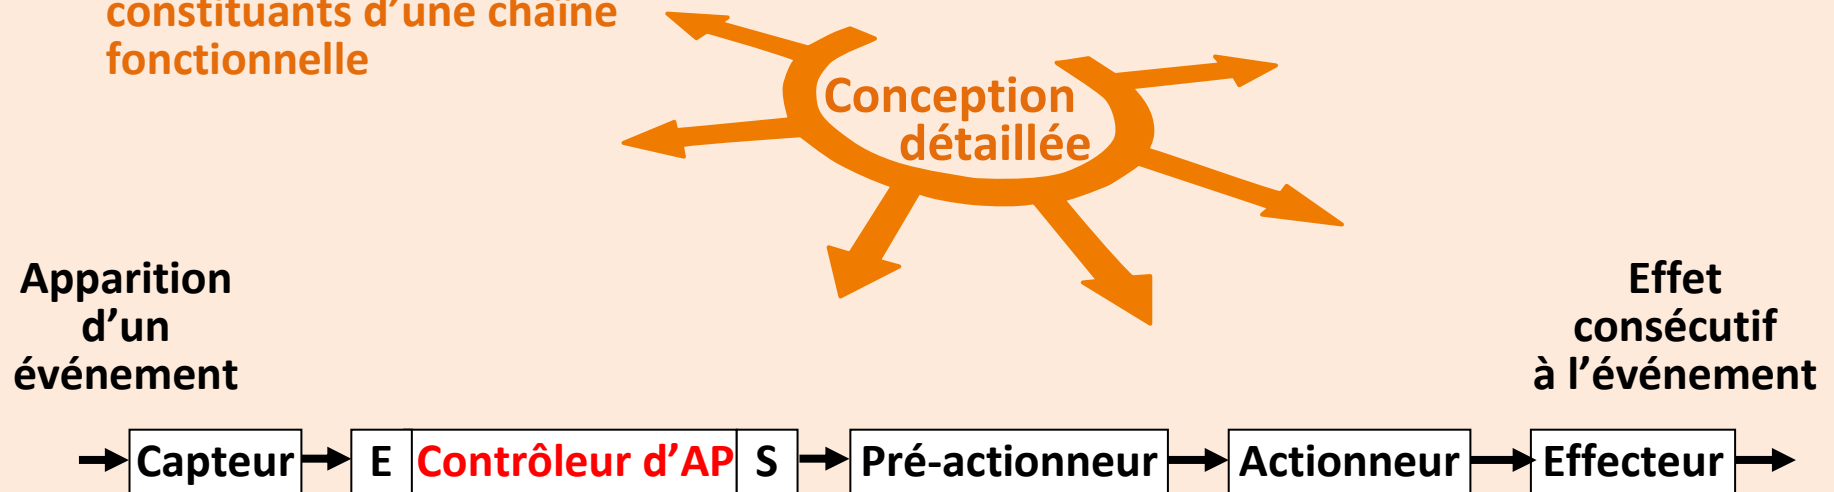 constituants d’une chaîne
fonctionnelle
Conception
détaillée
Apparition
d’un
événement
Effet
consécutif
à l’événement
Capteur E Contrôleur d’AP S Pré-actionneur Actionneur Effecteur